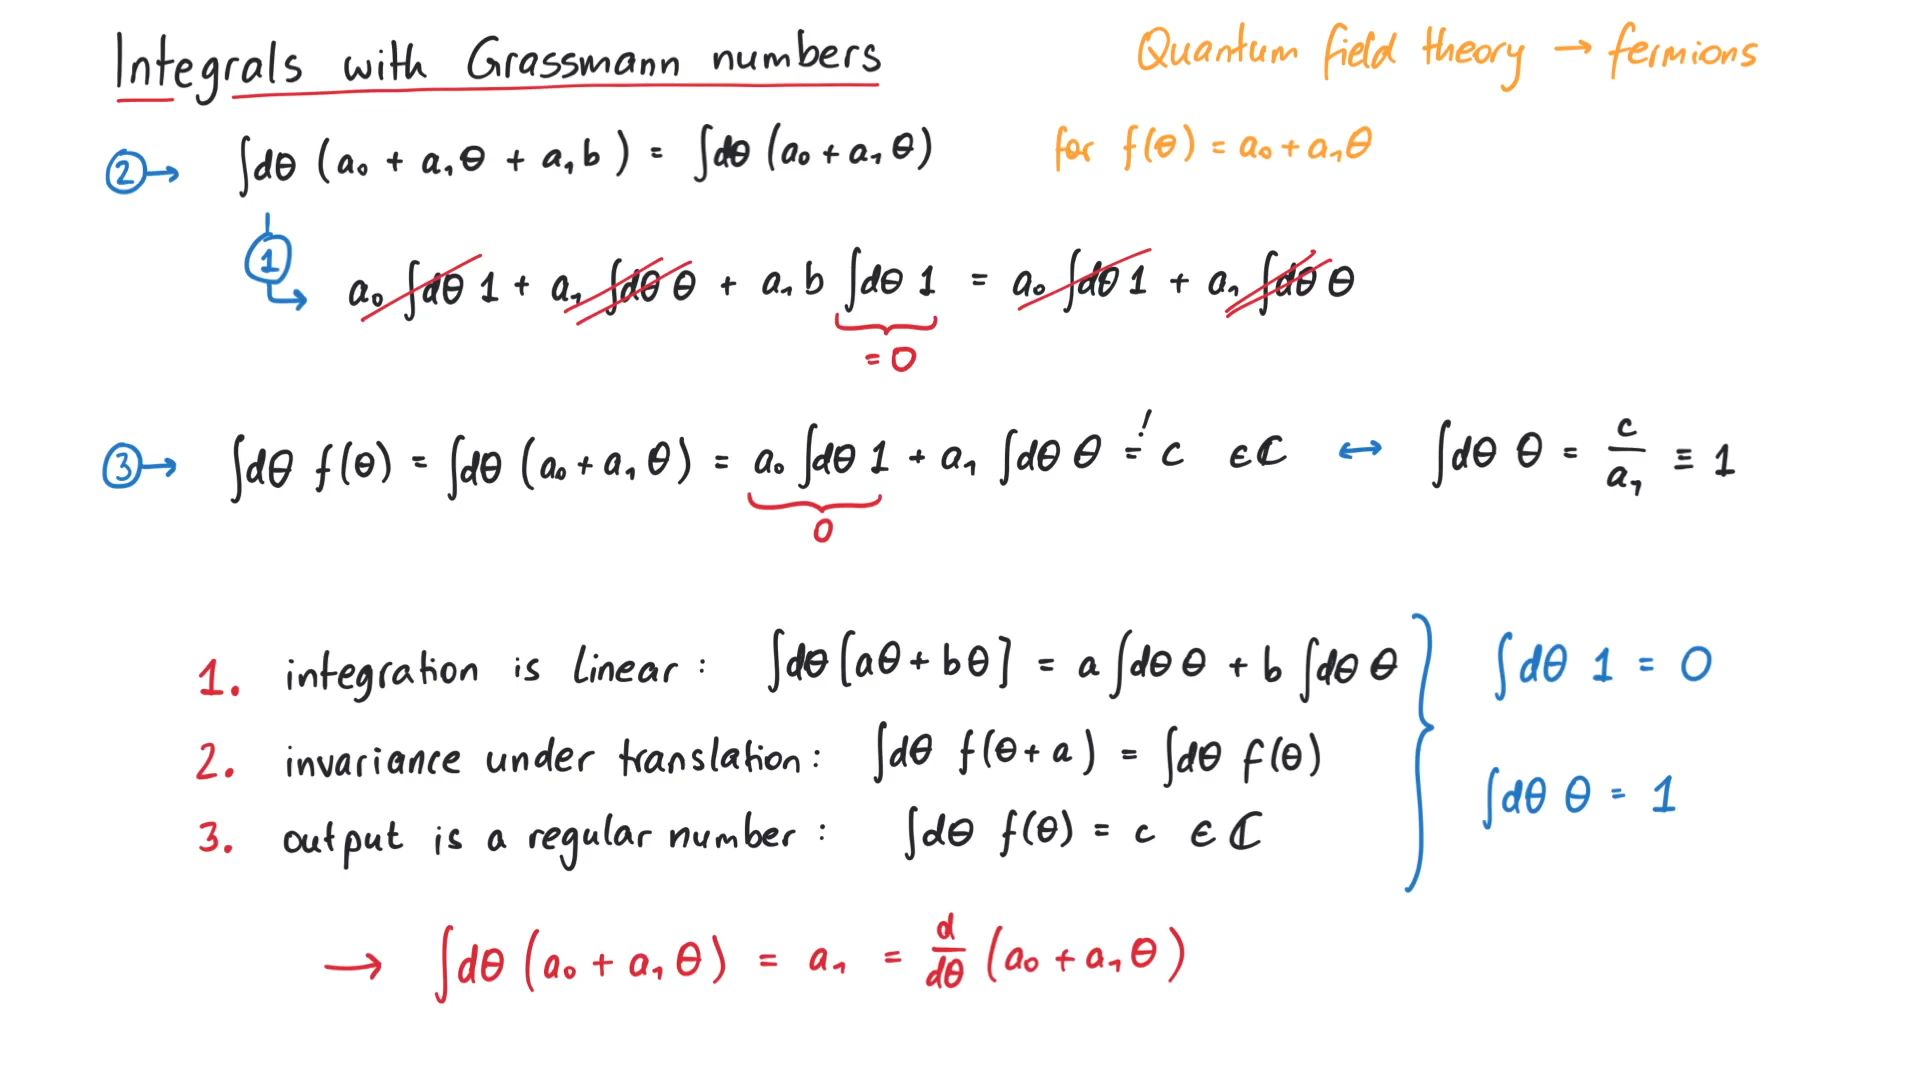 Integrals with Grassmann numbers
Quantum field theory → fermions
② → ∫dθ (a₀ + a₁θ + a₁b) = ∫dθ (a₀ + a₁θ)
for f(θ) = a₀ + a₁θ
① ↳ a₀ ∫dθ 1 + a₁ ∫dθ θ + a₁ b ∫dθ 1 = a₀ ∫dθ 1 + a₁ ∫dθ θ
= 0
③ → ∫dθ f(θ) = ∫dθ (a₀ + a₁θ) = a₀ ∫dθ 1 + a₁ ∫dθ θ =! c ∈ ℂ ↔ ∫dθ θ = c/a₁ ≡ 1
0
1. integration is linear : ∫dθ [aθ + bθ] = a ∫dθ θ + b ∫dθ θ
∫dθ 1 = 0
2. invariance under translation : ∫dθ f(θ + a) = ∫dθ f(θ)
∫dθ θ = 1
3. output is a regular number : ∫dθ f(θ) = c ∈ ℂ
→ ∫dθ (a₀ + a₁θ) = a₁ = d/dθ (a₀ + a₁θ)